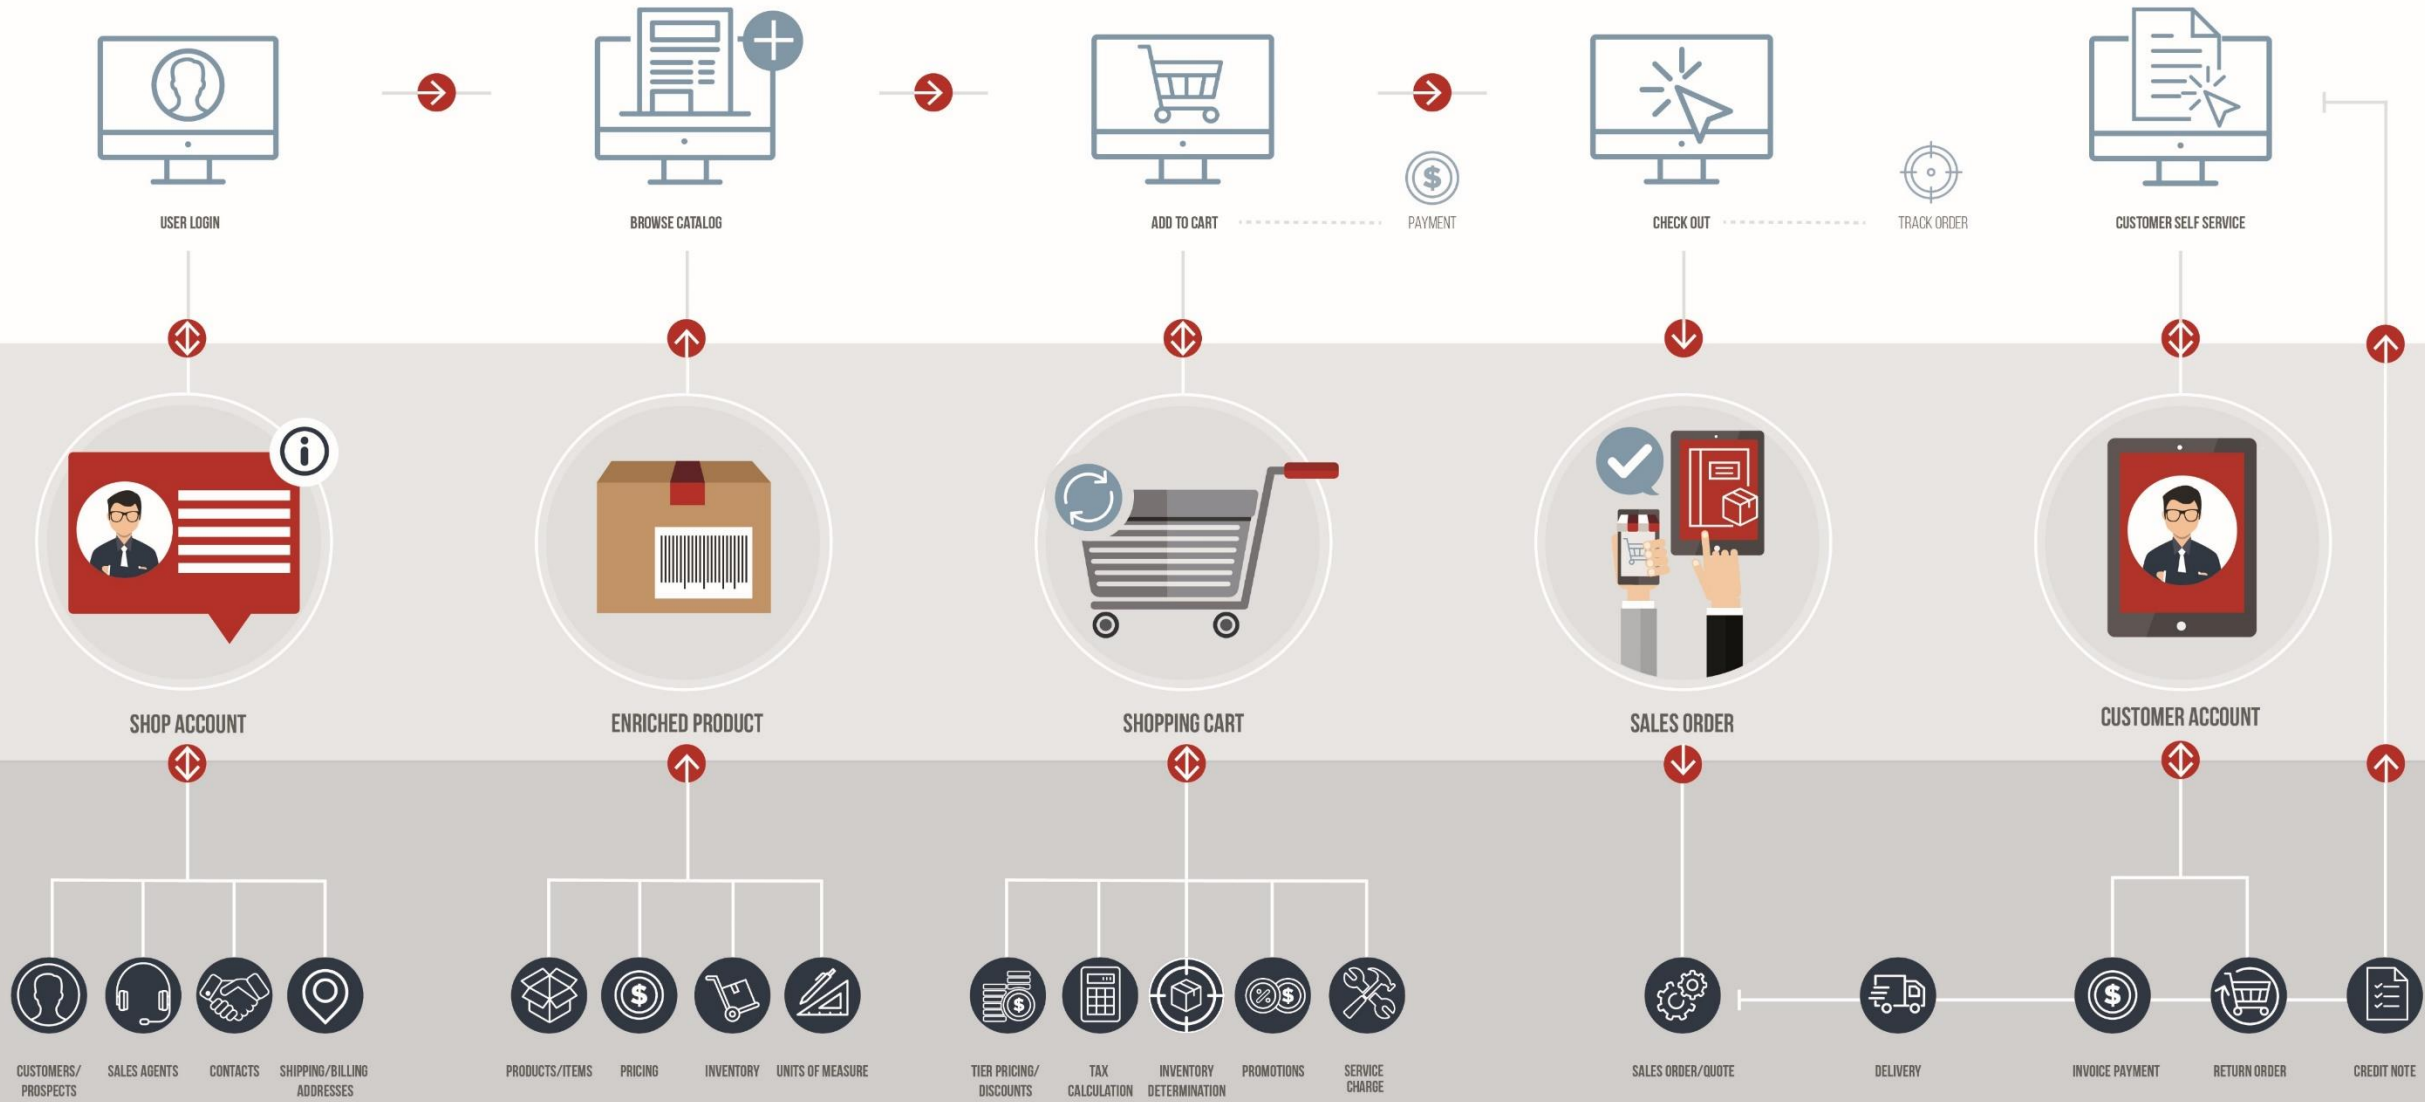 USER LOGIN
BROWSE CATALOG
ADD TO CART
PAYMENT
CHECK OUT
TRACK ORDER
CUSTOMER SELF SERVICE
SHOP ACCOUNT
ENRICHED PRODUCT
SHOPPING CART
SALES ORDER
CUSTOMER ACCOUNT
CUSTOMERS/
PROSPECTS
SALES AGENTS
CONTACTS
SHIPPING/BILLING
ADDRESSES
PRODUCTS/ITEMS
PRICING
INVENTORY
UNITS OF MEASURE
TIER PRICING/
DISCOUNTS
TAX
CALCULATION
INVENTORY
DETERMINATION
PROMOTIONS
SERVICE
CHARGE
SALES ORDER/QUOTE
DELIVERY
INVOICE PAYMENT
RETURN ORDER
CREDIT NOTE